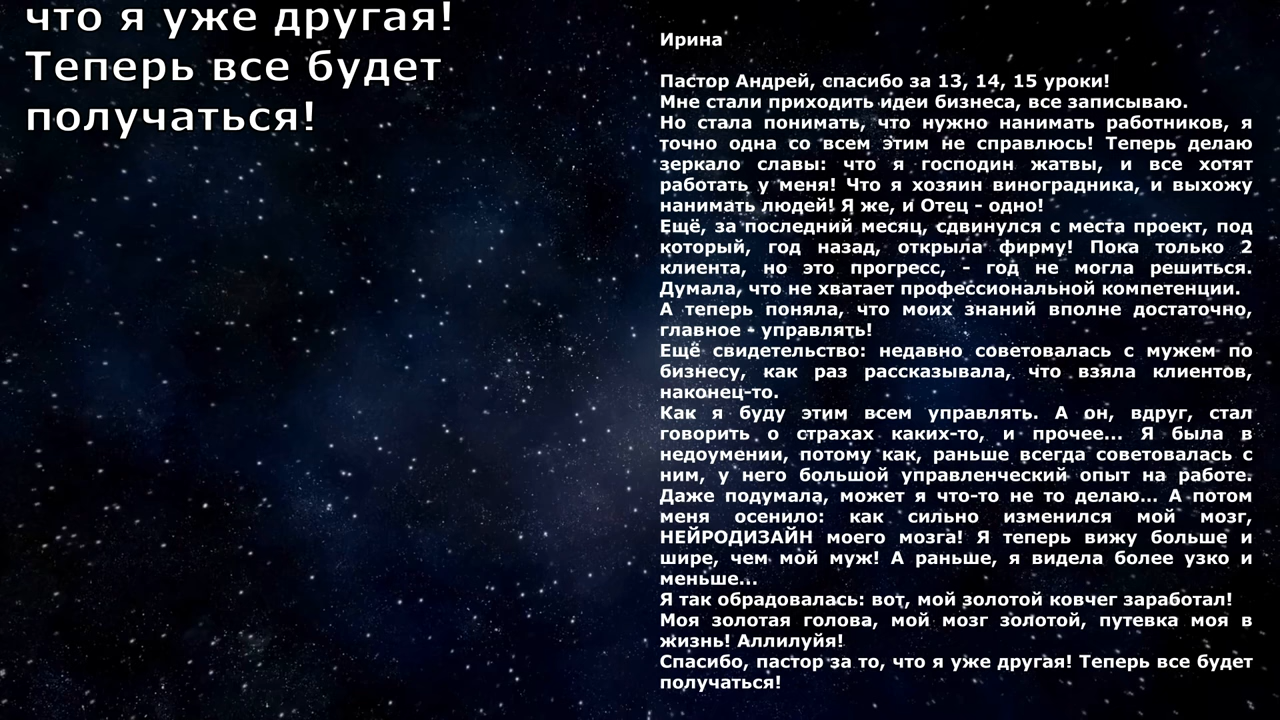 что я уже другая!
Теперь все будет
получаться!
Ирина
Пастор Андрей, спасибо за 13, 14, 15 уроки!
Мне стали приходить идеи бизнеса, все записываю.
Но стала понимать, что нужно нанимать работников, я
точно одна со всем этим не справлюсь! Теперь делаю
зеркало славы: что я господин жатвы, и все хотят
работать у меня! Что я хозяин виноградника, и выхожу
нанимать людей! Я же, и Отец - одно!
Ещё, за последний месяц, сдвинулся с места проект, под
который, год назад, открыла фирму! Пока только 2
клиента, но это прогресс, - год не могла решиться.
Думала, что не хватает профессиональной компетенции.
А теперь поняла, что моих знаний вполне достаточно,
главное - управлять!
Ещё свидетельство: недавно советовалась с мужем по
бизнесу, как раз рассказывала, что взяла клиентов,
наконец-то.
Как я буду этим всем управлять. А он, вдруг, стал
говорить о страхах каких-то, и прочее... Я была в
недоумении, потому как, раньше всегда советовалась с
ним, у него большой управленческий опыт на работе.
Даже подумала, может я что-то не то делаю... А потом
меня осенило: как сильно изменился мой мозг,
НЕЙРОДИЗАЙН моего мозга! Я теперь вижу больше и
шире, чем мой муж! А раньше, я видела более узко и
меньше...
Я так обрадовалась: вот, мой золотой ковчег заработал!
Моя золотая голова, мой мозг золотой, путевка моя в
жизнь! Аллилуйя!
Спасибо, пастор за то, что я уже другая! Теперь все будет
получаться!